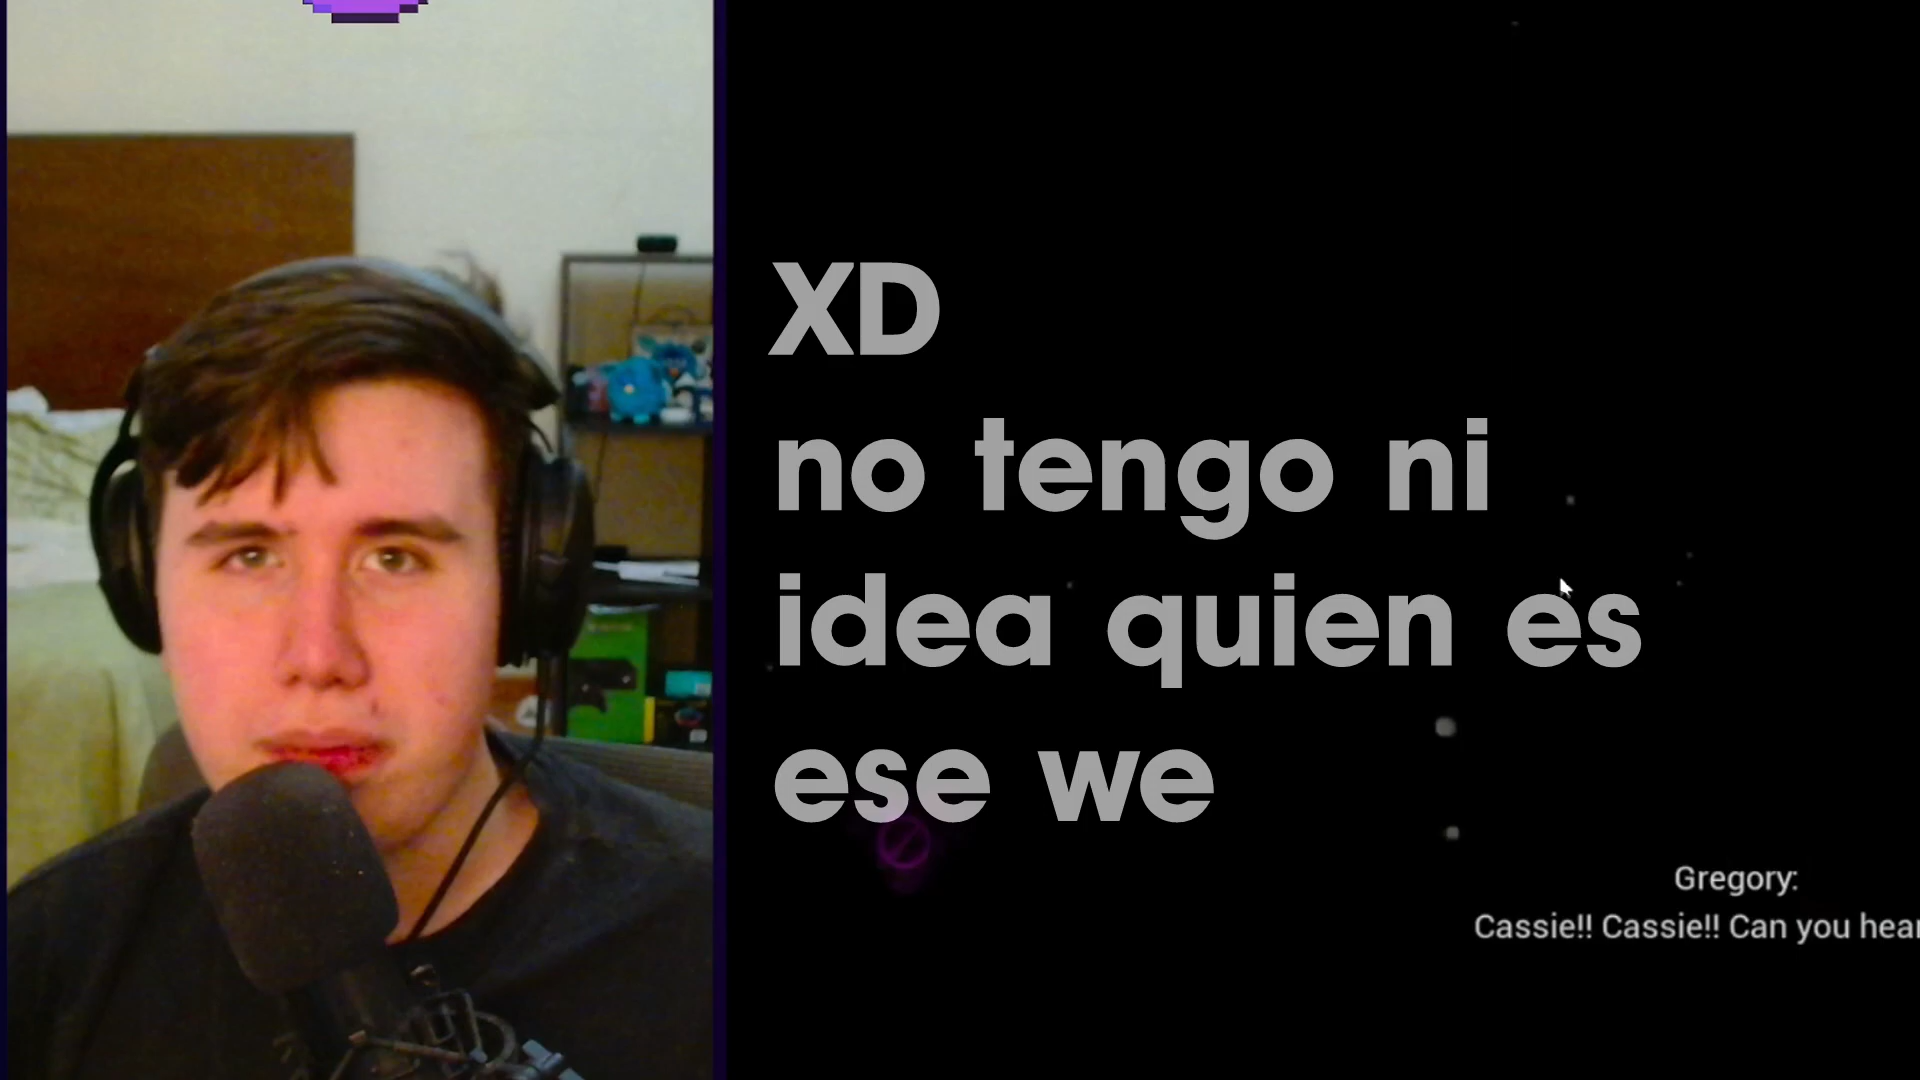 XD
no tengo ni
idea quien es
ese we
Gregory:
Cassie!! Cassie!! Can you hear